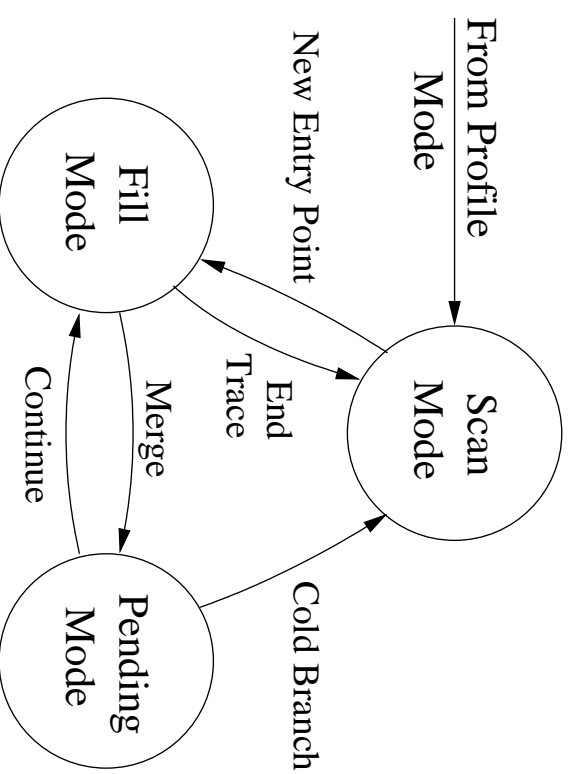 From Profile
Mode
Scan
Mode
New Entry Point
End
Trace
Cold Branch
Fill
Mode
Merge
Continue
Pending
Mode